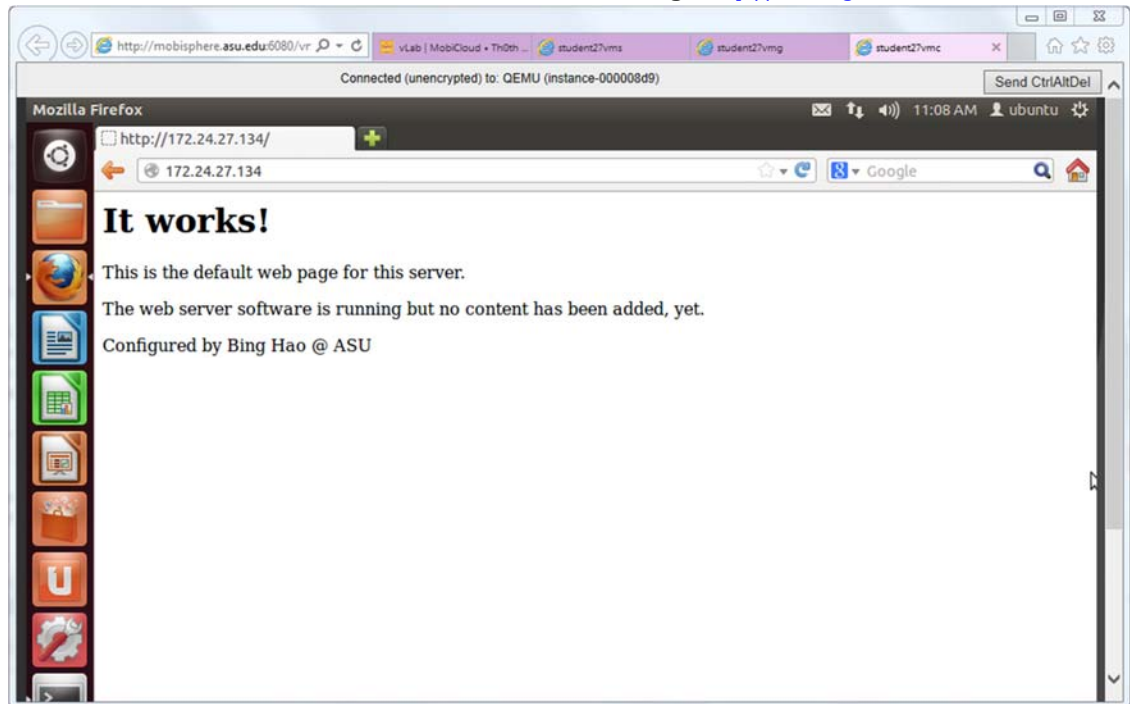 http://mobisphere.asu.edu:6080/vr
vLab | MobiCloud • Th0th ...
student27vms
student27vmg
student27vmc
Connected (unencrypted) to: QEMU (instance-000008d9)
Send CtrlAltDel
Mozilla Firefox
11:08 AM
ubuntu
http://172.24.27.134/
172.24.27.134
Google
It works!
This is the default web page for this server.
The web server software is running but no content has been added, yet.
Configured by Bing Hao @ ASU